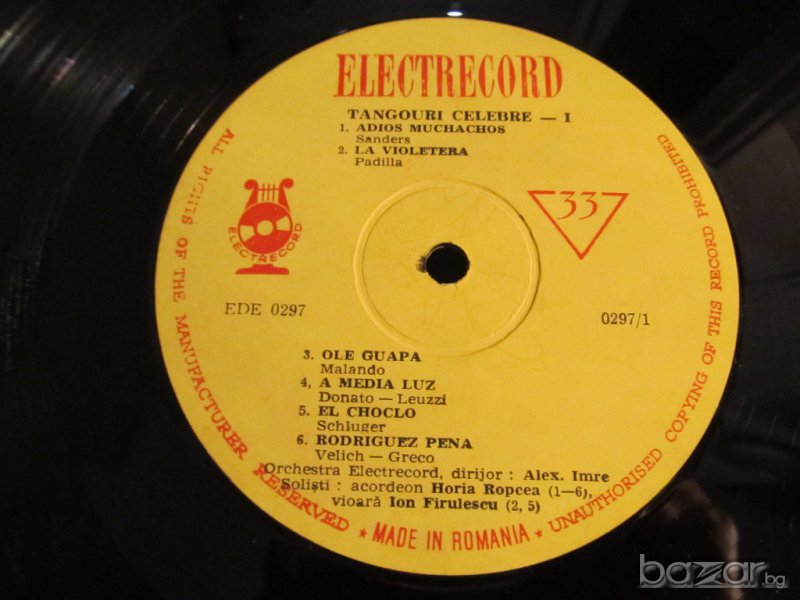 ELECTRECORD
TANGOURI CELEBRE — I
1. ADIOS MUCHACHOS
Sanders
2. LA VIOLETERA
Padilla
ELECTRECORD
33
EDE 0297
0297/1
3. OLE GUAPA
Malando
4, A MEDIA LUZ
Donato — Leuzzi
5. EL CHOCLO
Schluger
6. RODRIGUEZ PENA
Velich — Greco
Orchestra Electrecord, dirijor : Alex. Imre
Soliști : acordeon Horia Ropcea (1—6),
vioară Ion Firulescu (2, 5)
ALL RIGHTS OF THE MANUFACTURER RESERVED ★ MADE IN ROMANIA ★ UNAUTHORISED COPYING OF THIS RECORD PROHIBITED
bazar.bg